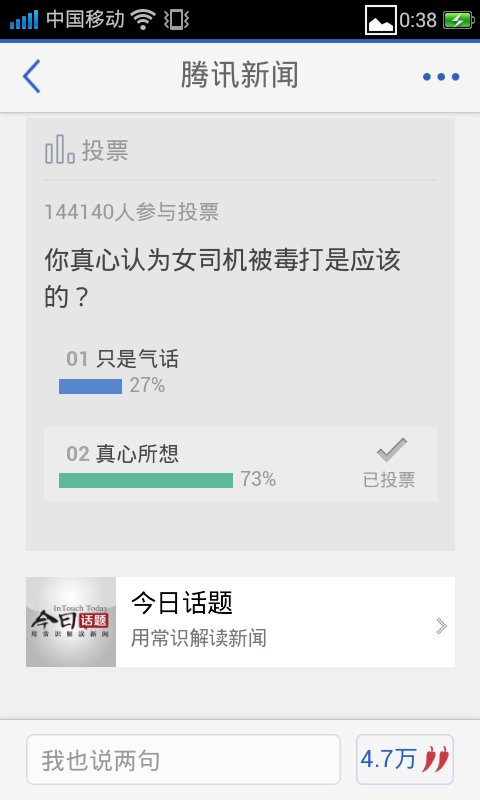 中国移动 0:38
腾讯新闻
投票
144140人参与投票
你真心认为女司机被毒打是应该
的？
01 只是气话
27%
02 真心所想
73% 已投票
InTouch Today
今日话题
用常识解读新闻
今日话题
用常识解读新闻
我也说两句 4.7万